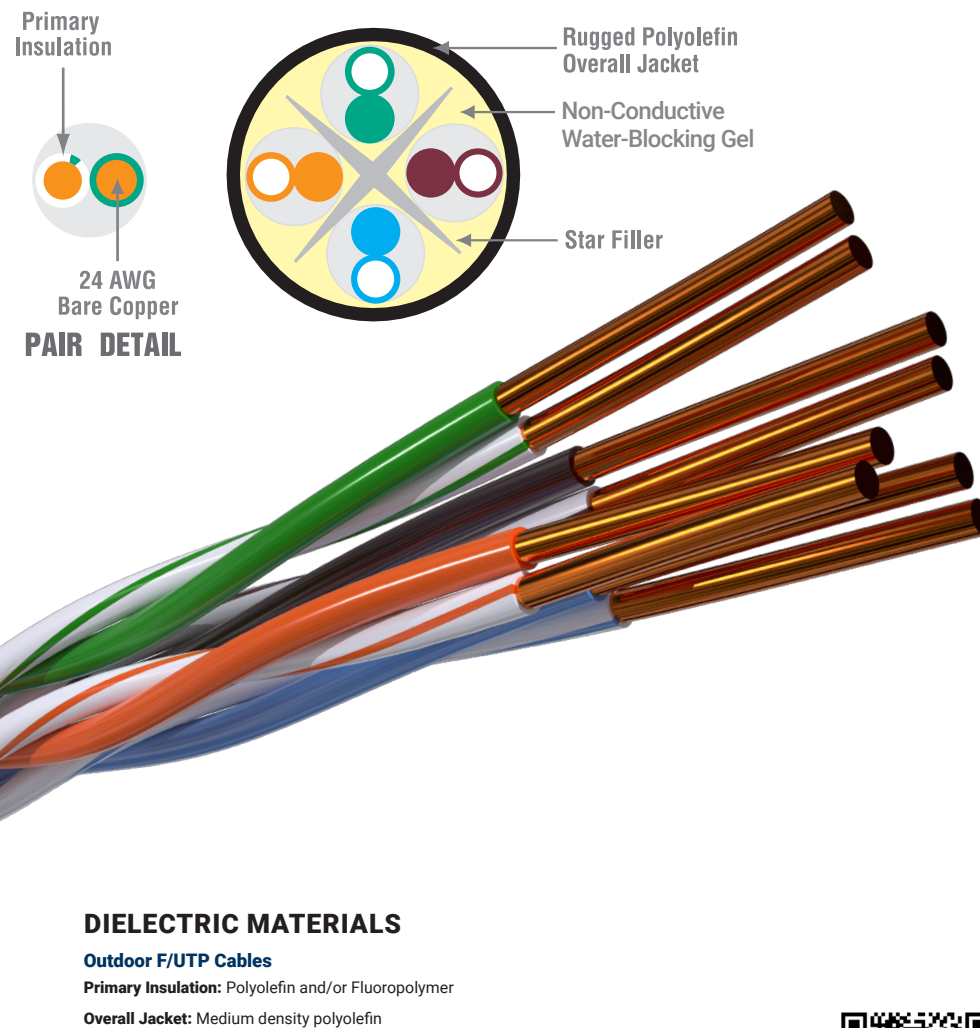 Primary
Insulation
Rugged Polyolefin
Overall Jacket
Non-Conductive
Water-Blocking Gel
Star Filler
24 AWG
Bare Copper
PAIR DETAIL
DIELECTRIC MATERIALS
Outdoor F/UTP Cables
Primary Insulation: Polyolefin and/or Fluoropolymer
Overall Jacket: Medium density polyolefin